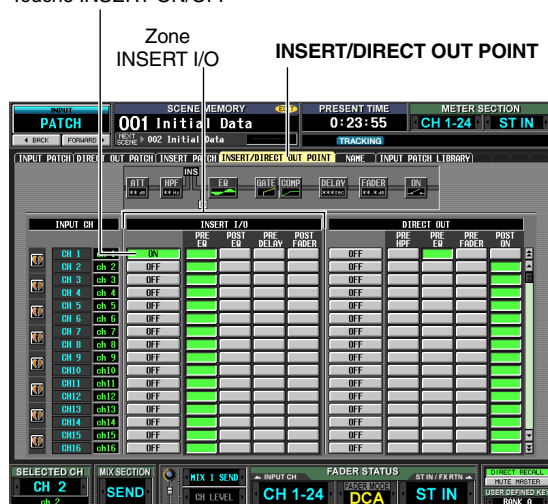 Touche INSERT ON/OFF
Zone
INSERT I/O
INSERT/DIRECT OUT POINT
INPUT
PATCH
SCENE MEMORY
EDIT
PRESENT TIME
METER SECTION
001 Initial Data
0:23:55
CH 1-24
ST IN
BACK
FORWARD
NEXT SCENE
002 Initial Data
TRACKING
INPUT PATCH
DIRECT OUT PATCH
INSERT PATCH
INSERT/DIRECT OUT POINT
NAME
INPUT PATCH LIBRARY
INS
ATT
HPF
EQ
GATE
COMP
DELAY
FADER
ON
INPUT CH
INSERT I/O
DIRECT OUT
PRE EQ
POST EQ
PRE DELAY
POST FADER
PRE HPF
PRE EQ
PRE FADER
POST ON
CH 1 ON OFF
CH 2 ch 2 OFF OFF
CH 3 ch 3 OFF OFF
CH 4 ch 4 OFF OFF
CH 5 ch 5 OFF OFF
CH 6 ch 6 OFF OFF
CH 7 ch 7 OFF OFF
CH 8 ch 8 OFF OFF
CH 9 ch 9 OFF OFF
CH10 ch10 OFF OFF
CH11 ch11 OFF OFF
CH12 ch12 OFF OFF
CH13 ch13 OFF OFF
CH14 ch14 OFF OFF
CH15 ch15 OFF OFF
CH16 ch16 OFF OFF
SELECTED CH
MIX SECTION
MIX 1 SEND
INPUT CH
FADER STATUS
ST IN / FX RTN
DIRECT RECALL
MUTE MASTER
CH 2
SEND
CH LEVEL
CH 1-24
FADER MODE
DCA
ST IN
USER DEFINED KE
BANK A
ch 2